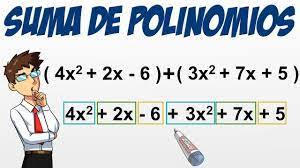 SUMA DE POLINOMIOS
( 4x² + 2x - 6 ) + ( 3x² + 7x + 5 )
4x² + 2x - 6 + 3x² + 7x + 5